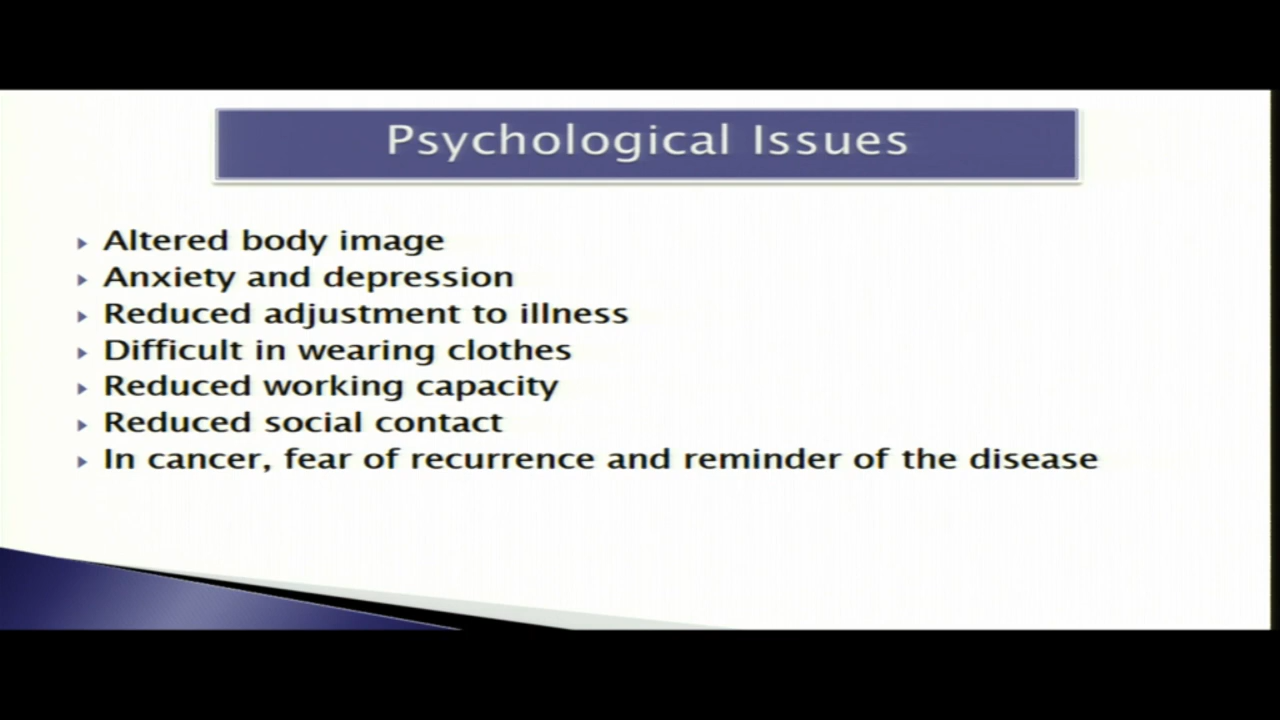 Psychological Issues
Altered body image
Anxiety and depression
Reduced adjustment to illness
Difficult in wearing clothes
Reduced working capacity
Reduced social contact
In cancer, fear of recurrence and reminder of the disease